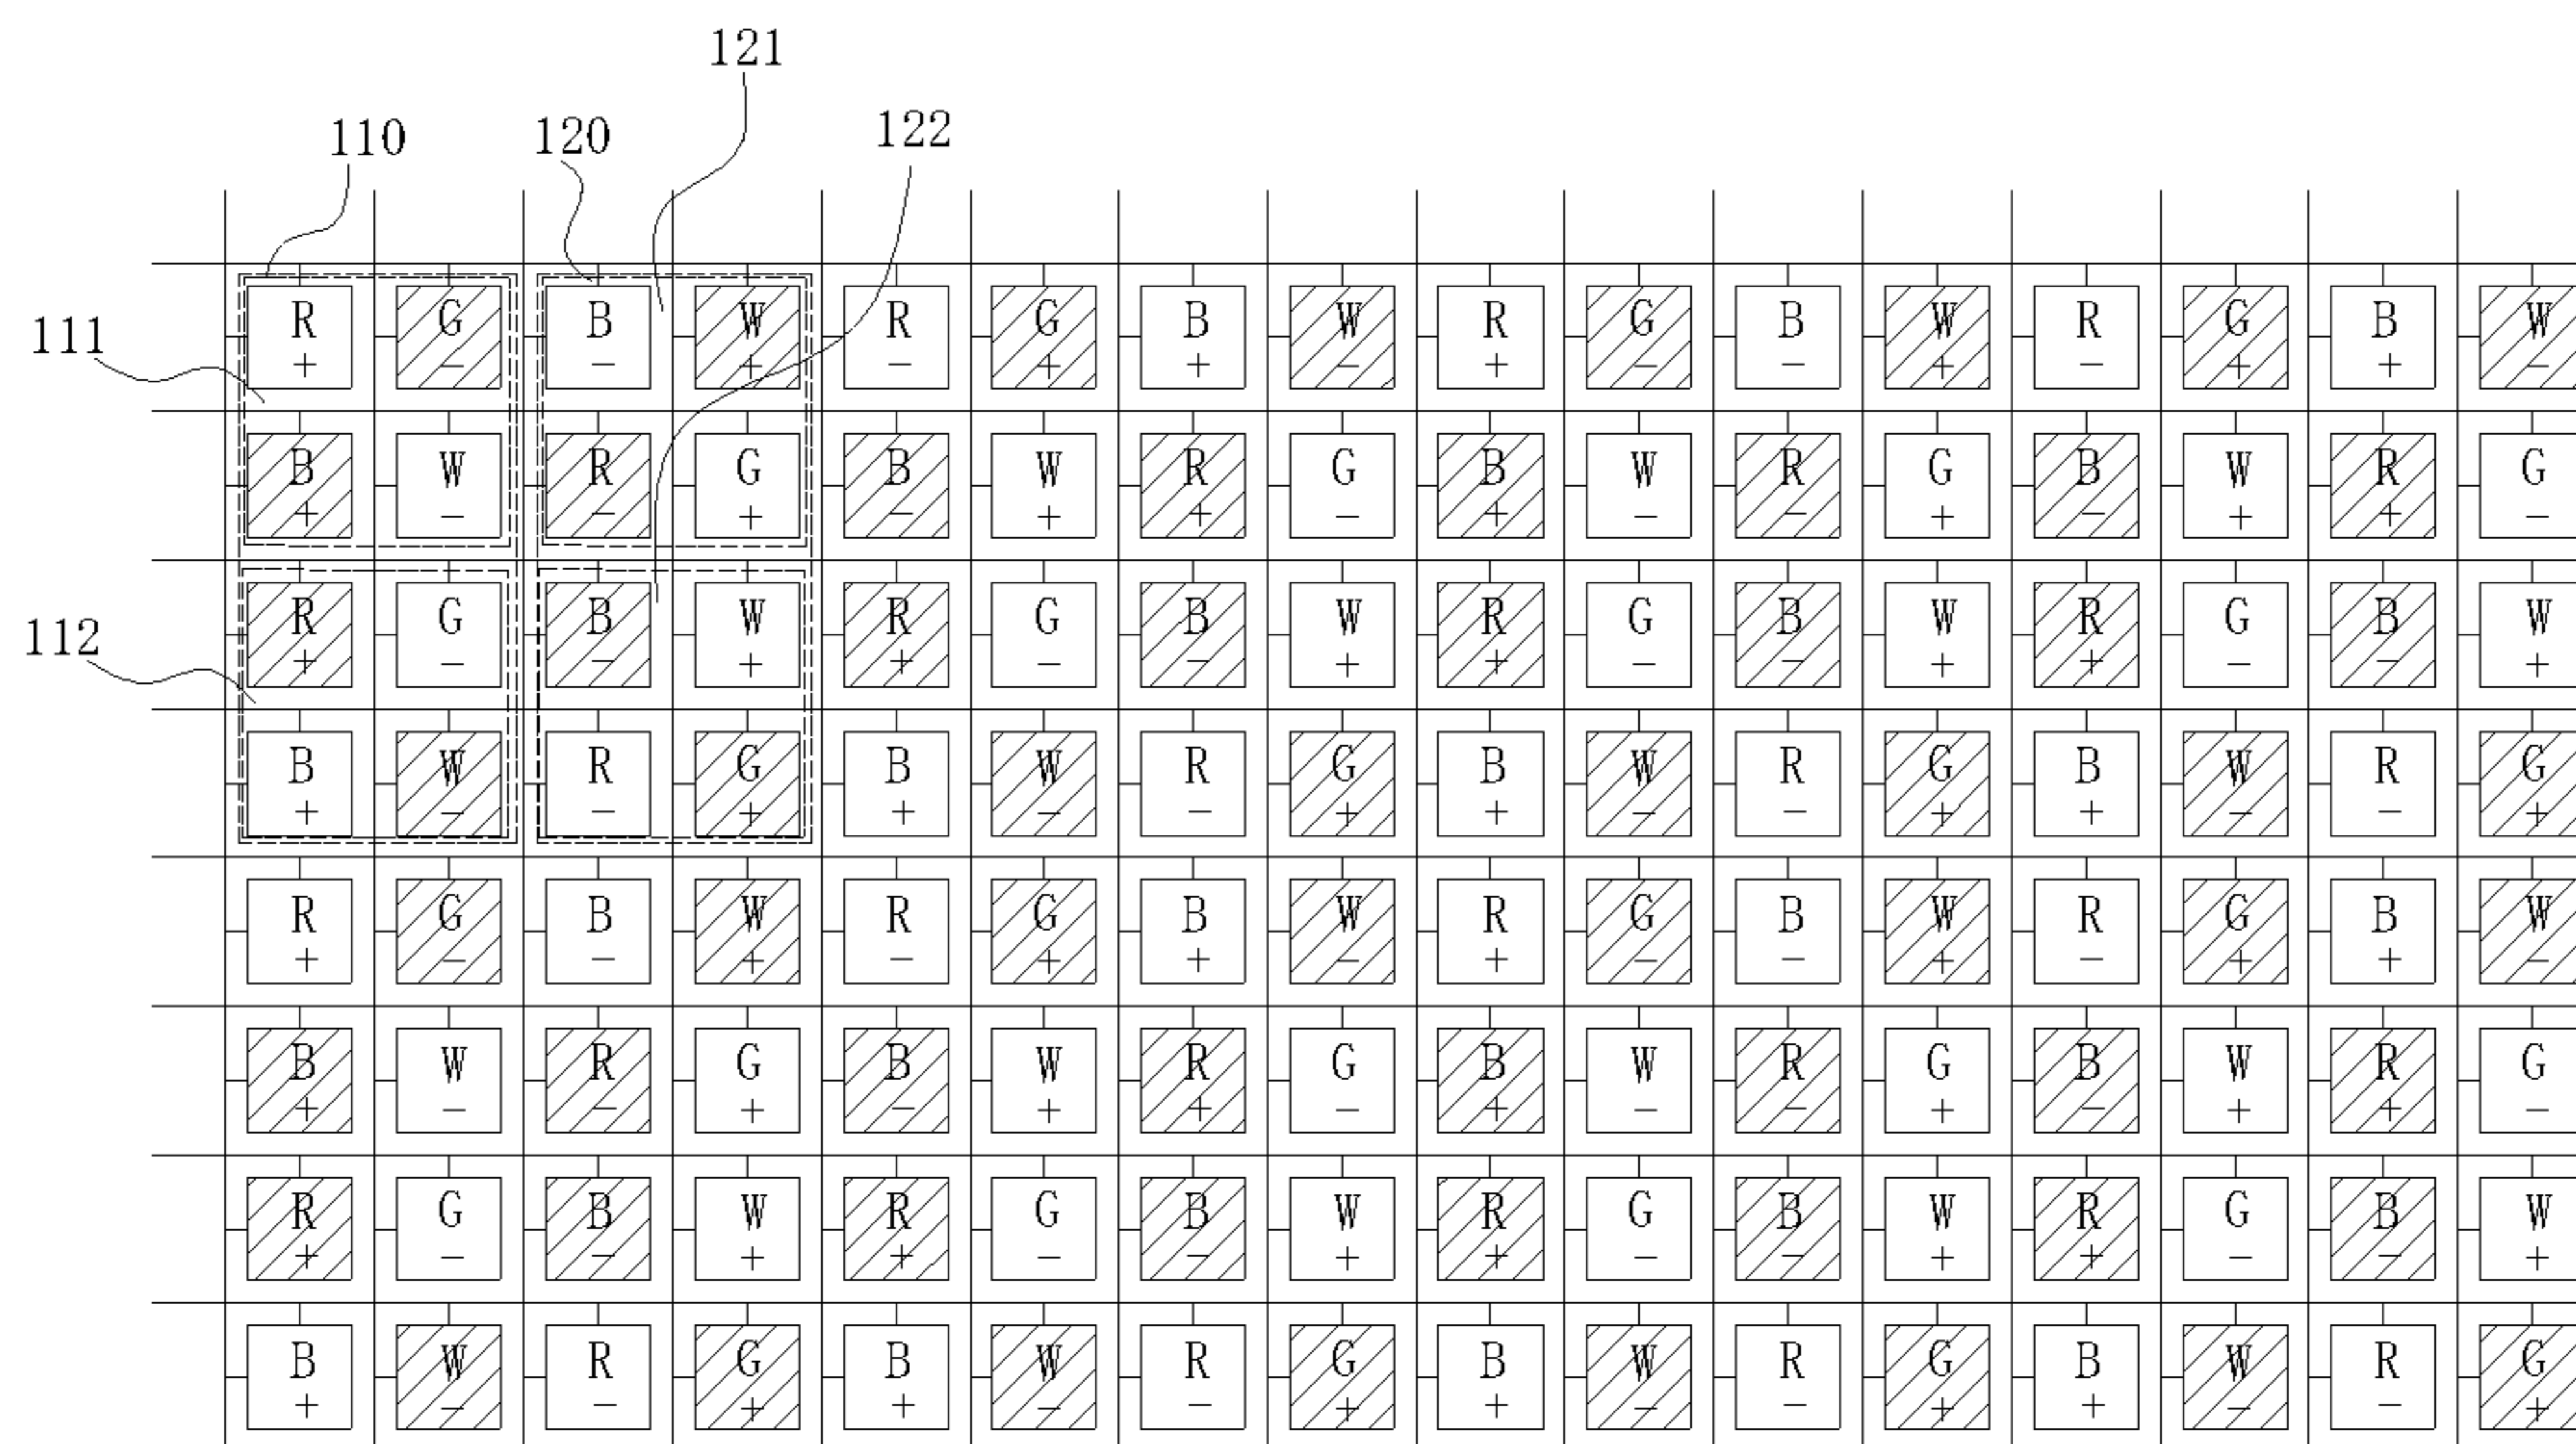 121
110 120 122
R G B W R G B W R G B W R G B W
+ − − + − + + − + − − + − + + −
111
B W R G B W R G B W R G B W R G
+ − − + − + + − + − − + − + + −
R G B W R G B W R G B W R G B W
+ − − + + − − + + − − + + − − +
112
B W R G B W R G B W R G B W R G
+ − − + + − − + + − − + + − − +
R G B W R G B W R G B W R G B W
+ − − + − + + − + − − + − + + −
B W R G B W R G B W R G B W R G
+ − − + − + + − + − − + − + + −
R G B W R G B W R G B W R G B W
+ − − + + − − + + − − + + − − +
B W R G B W R G B W R G B W R G
+ − − + + − − + + − − + + − − +